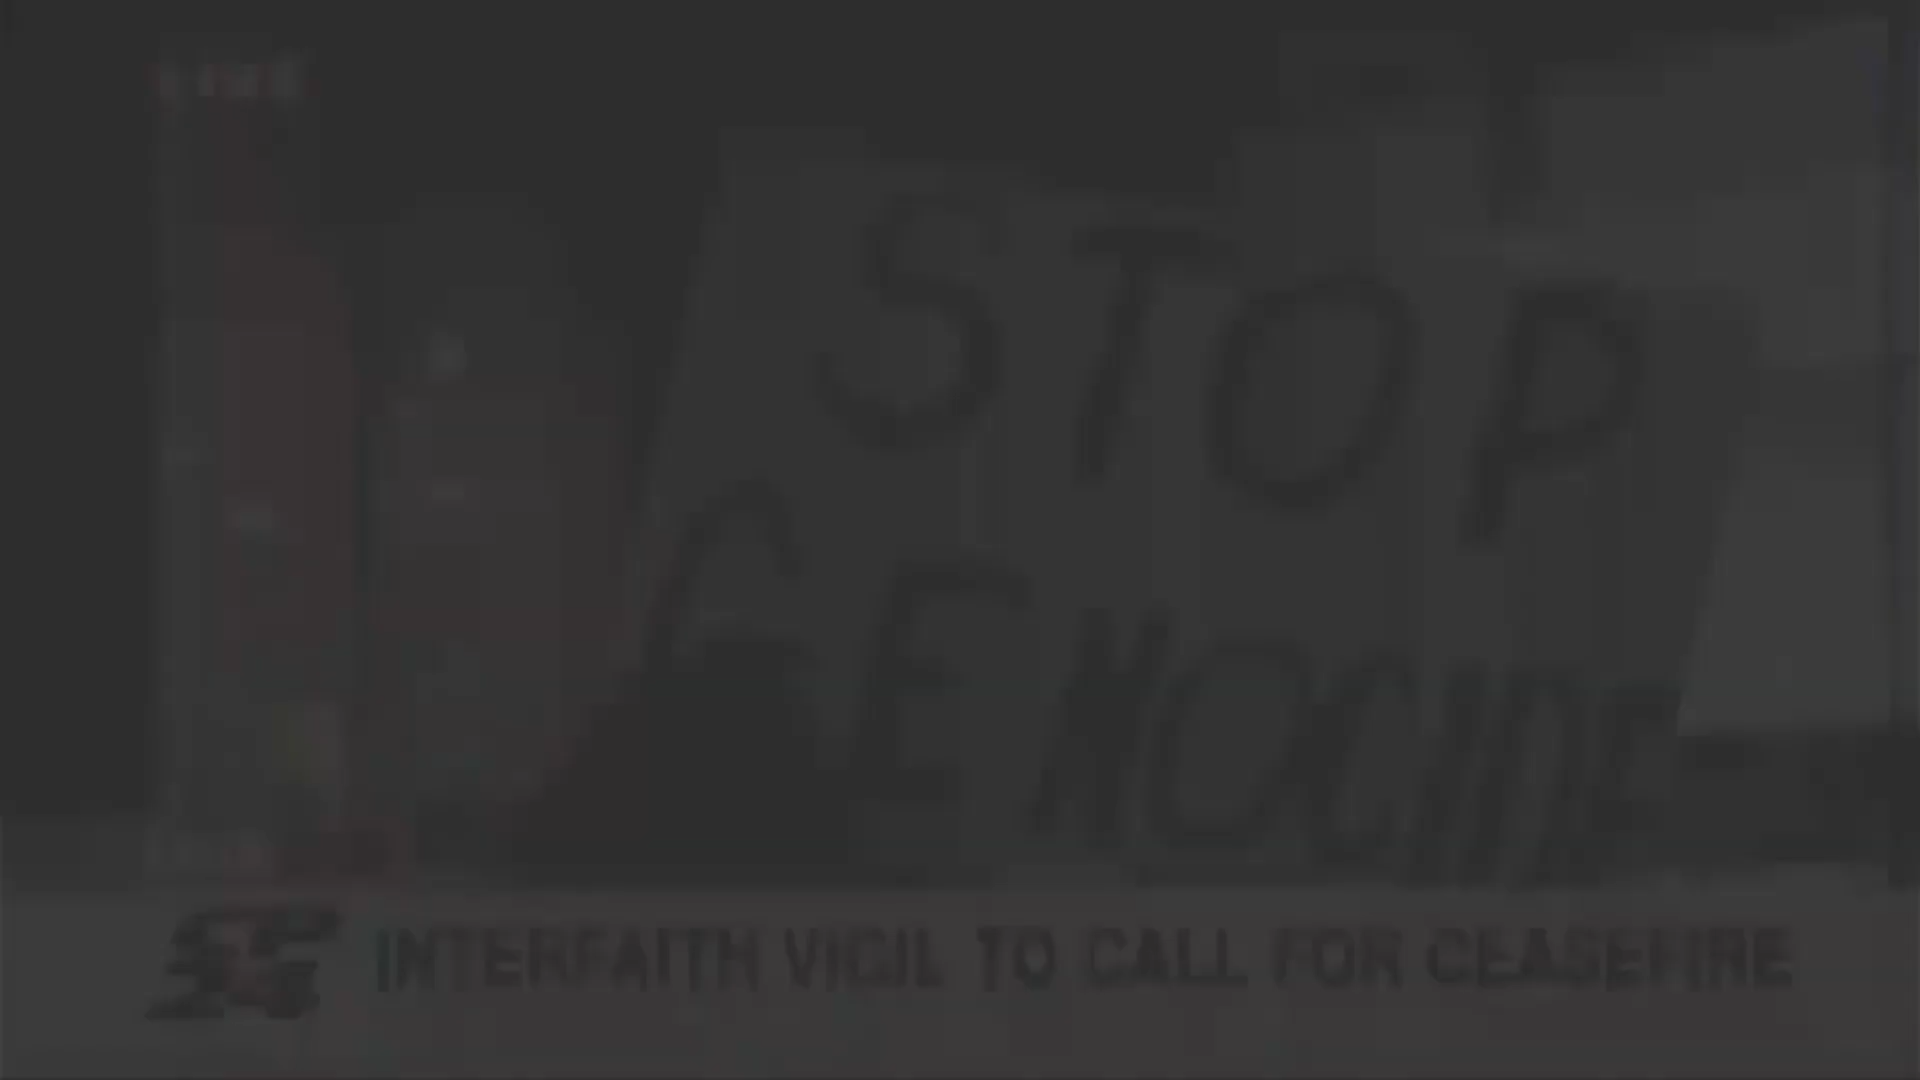 STOP
GENOCIDE
INTERFAITH VIGIL TO CALL FOR CEASEFIRE